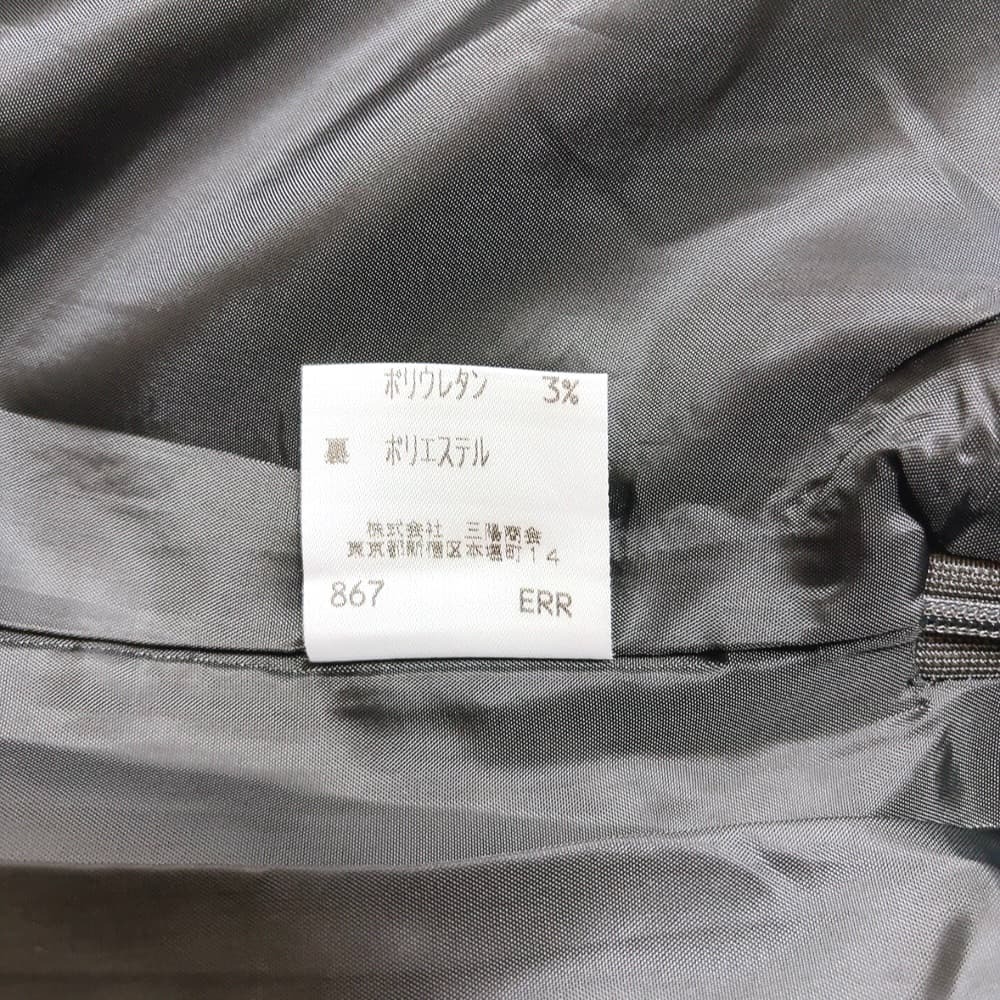 ポリウレタン 3%
裏 ポリエステル
株式会社 三陽商会
東京都新宿区本塩町14
867 ERR